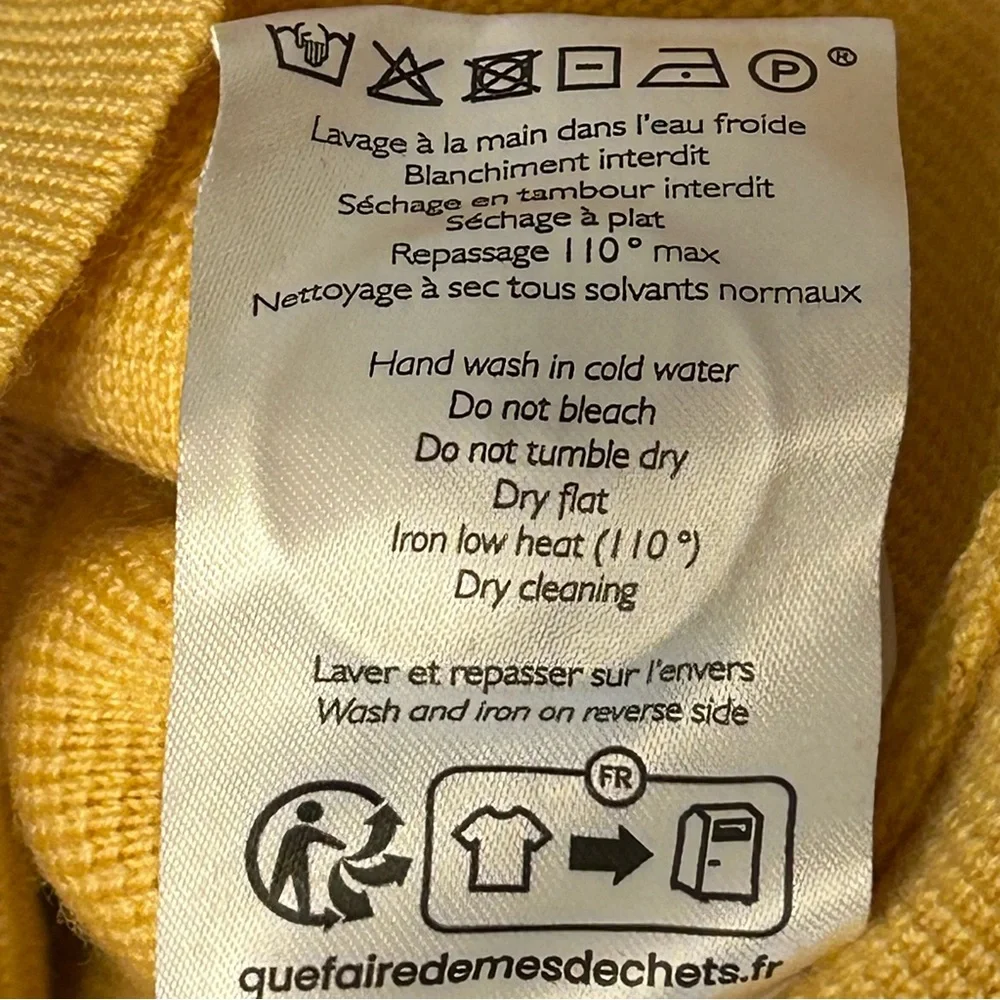 P ®
Lavage à la main dans l'eau froide
Blanchiment interdit
Séchage en tambour interdit
Séchage à plat
Repassage 110° max
Nettoyage à sec tous solvants normaux
Hand wash in cold water
Do not bleach
Do not tumble dry
Dry flat
Iron low heat (110°)
Dry cleaning
Laver et repasser sur l'envers
Wash and iron on reverse side
FR
quefairedemesdechets.fr